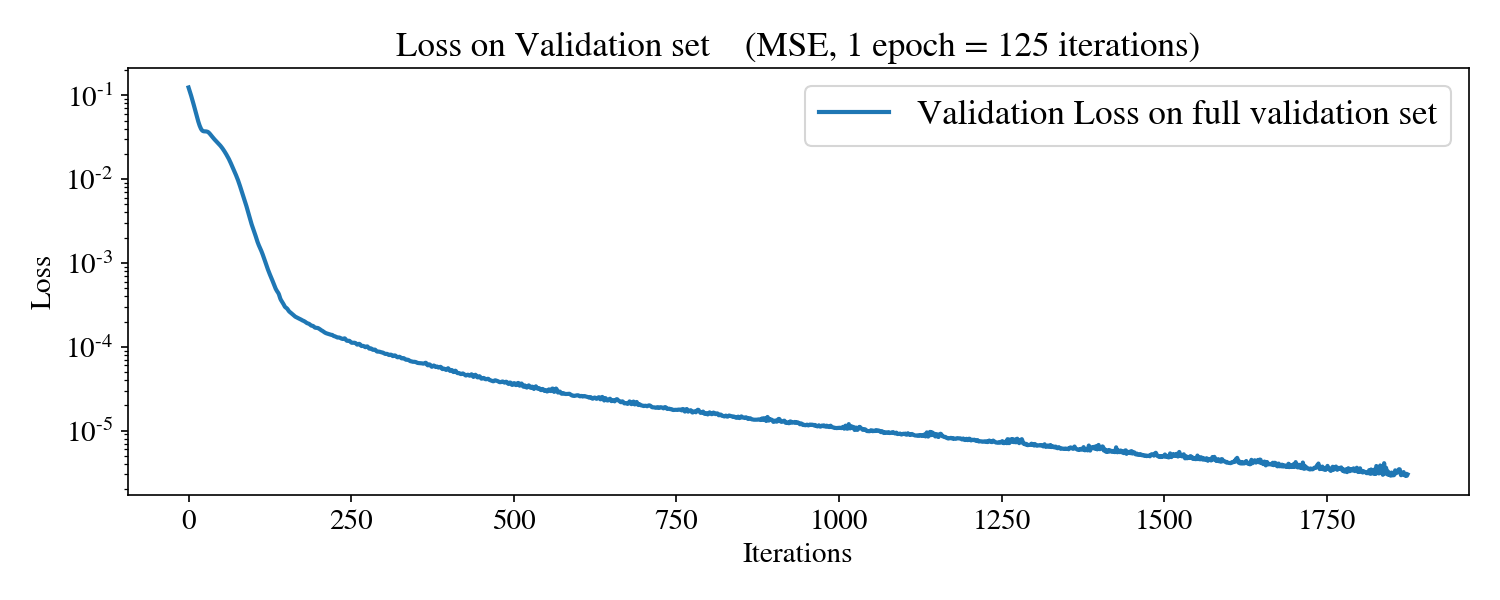 Loss on Validation set (MSE, 1 epoch = 125 iterations)
Validation Loss on full validation set
Loss
10⁻¹
10⁻²
10⁻³
10⁻⁴
10⁻⁵
0 250 500 750 1000 1250 1500 1750
Iterations